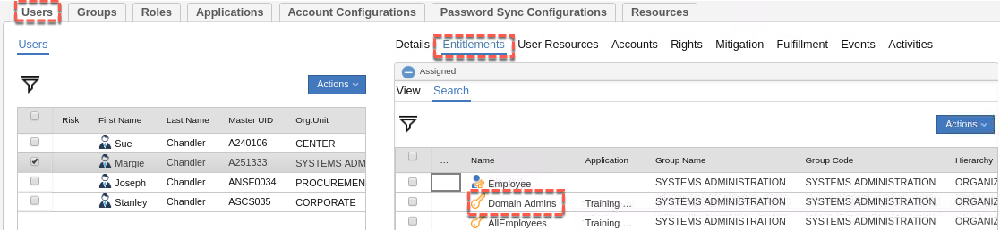 Users Groups Roles Applications Account Configurations Password Sync Configurations Resources
Users
Actions
Risk First Name Last Name Master UID Org.Unit
Sue Chandler A240106 CENTER
Margie Chandler A251333 SYSTEMS ADM
Joseph Chandler ANSE0034 PROCUREMEN
Stanley Chandler ASCS035 CORPORATE
Details Entitlements User Resources Accounts Rights Mitigation Fulfillment Events Activities
Assigned
View Search
Actions
... Name Application Group Name Group Code Hierarchy
Employee SYSTEMS ADMINISTRATION SYSTEMS ADMINISTRATION ORGANIZ
Domain Admins Training ... SYSTEMS ADMINISTRATION SYSTEMS ADMINISTRATION ORGANIZ
AllEmployees Training ... SYSTEMS ADMINISTRATION SYSTEMS ADMINISTRATION ORGANIZ